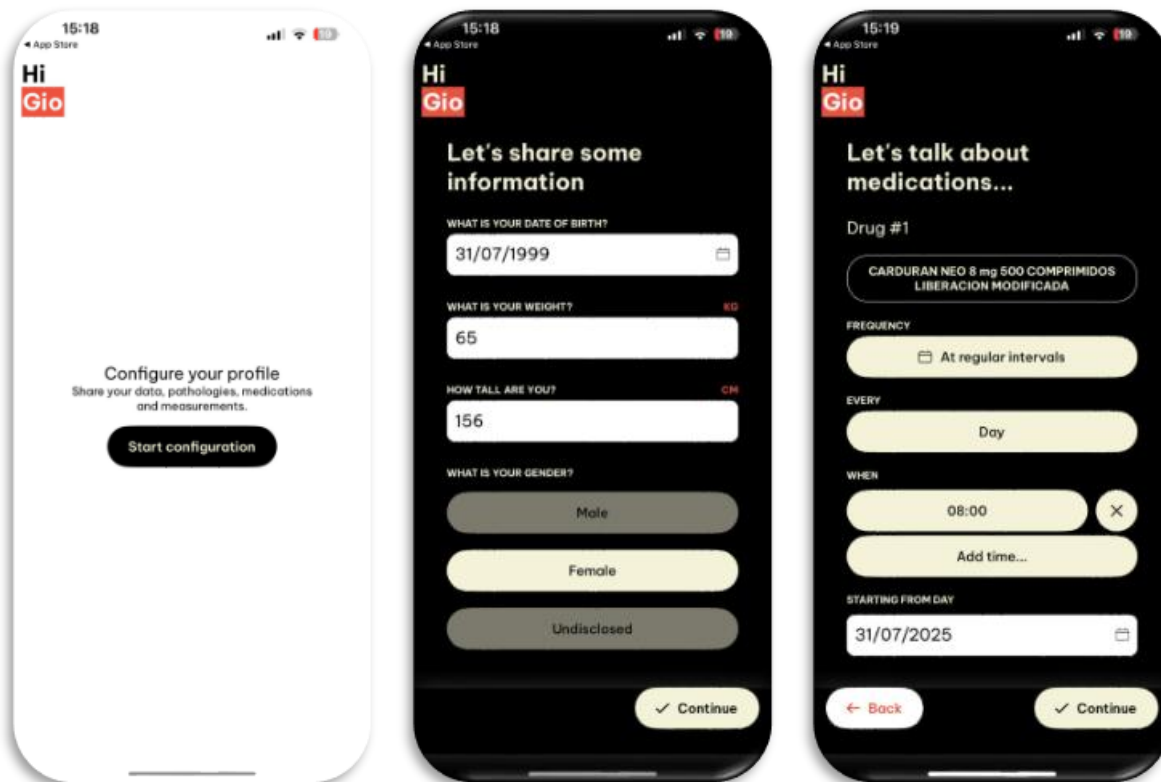 15:18
◀ App Store
19
Hi
Gio
Configure your profile
Share your data, pathologies, medications
and measurements.
Start configuration
15:18
◀ App Store
19
Hi
Gio
Let's share some
information
WHAT IS YOUR DATE OF BIRTH?
31/07/1999
WHAT IS YOUR WEIGHT?
KG
65
HOW TALL ARE YOU?
CM
156
WHAT IS YOUR GENDER?
Male
Female
Undisclosed
Continue
15:19
◀ App Store
19
Hi
Gio
Let's talk about
medications...
Drug #1
CARDURAN NEO 8 mg 500 COMPRIMIDOS
LIBERACION MODIFICADA
FREQUENCY
At regular intervals
EVERY
Day
WHEN
08:00
Add time...
STARTING FROM DAY
31/07/2025
Back
Continue